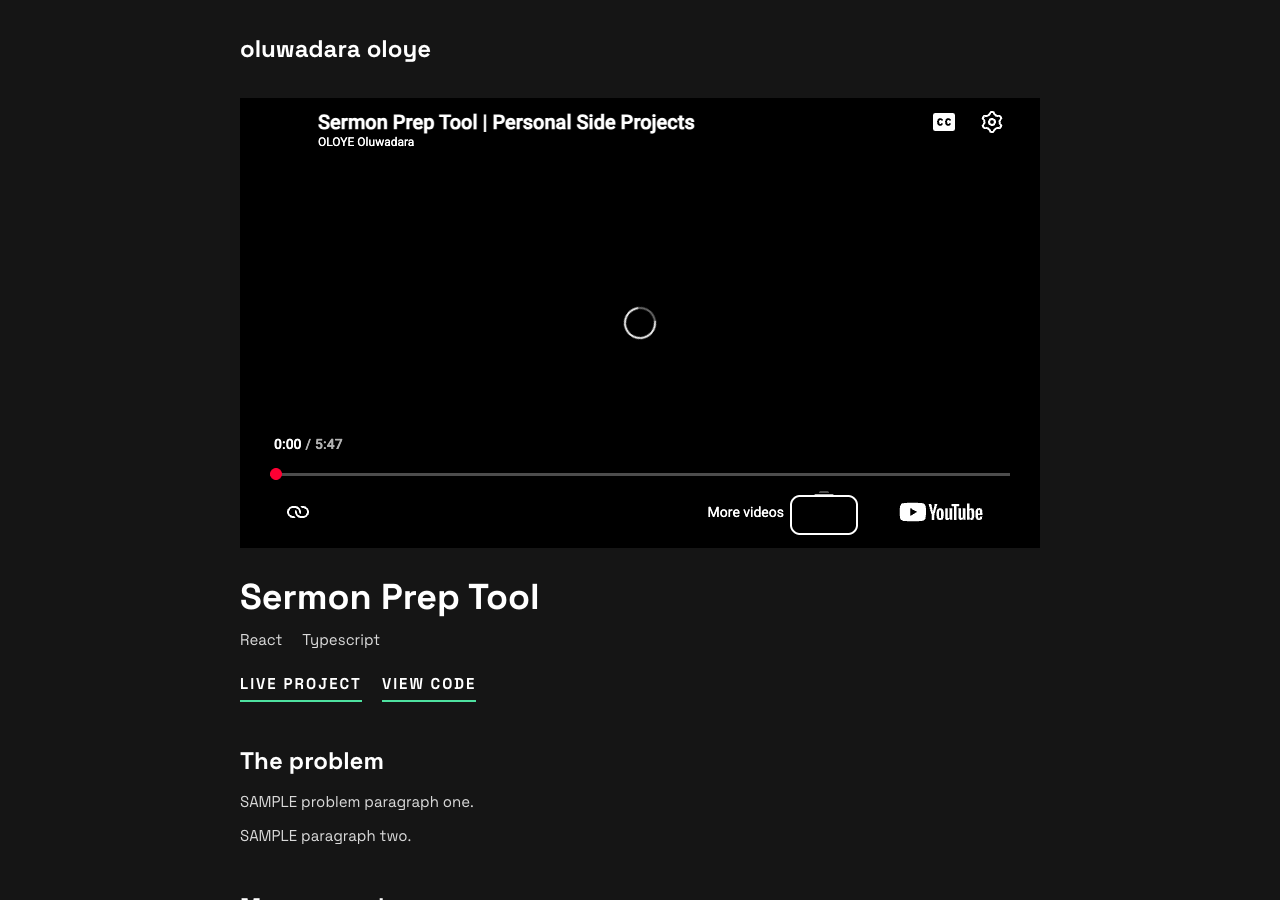 oluwadara oloye
Sermon Prep Tool | Personal Side Projects
OLOYE Oluwadara
CC
0:00 / 5:47
More videos
YouTube
Sermon Prep Tool
React Typescript
LIVE PROJECT VIEW CODE
The problem
SAMPLE problem paragraph one.
SAMPLE paragraph two.